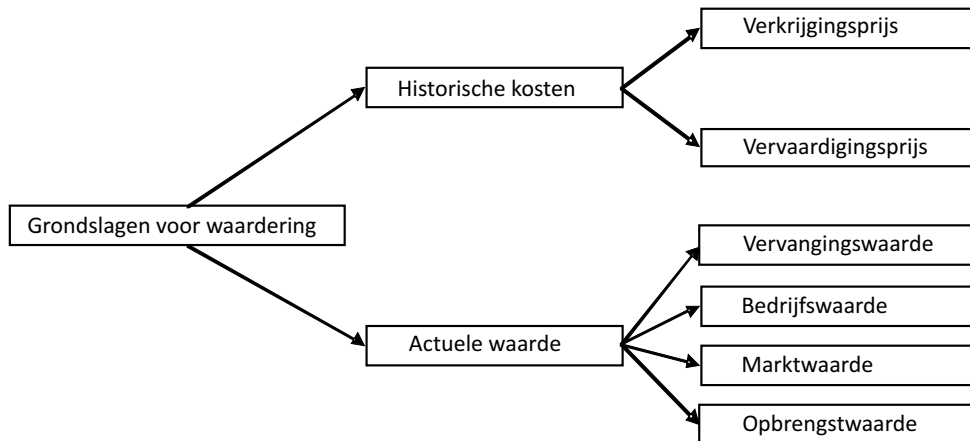 Verkrijgingsprijs
Historische kosten
Vervaardigingsprijs
Grondslagen voor waardering
Vervangingswaarde
Bedrijfswaarde
Actuele waarde
Marktwaarde
Opbrengstwaarde